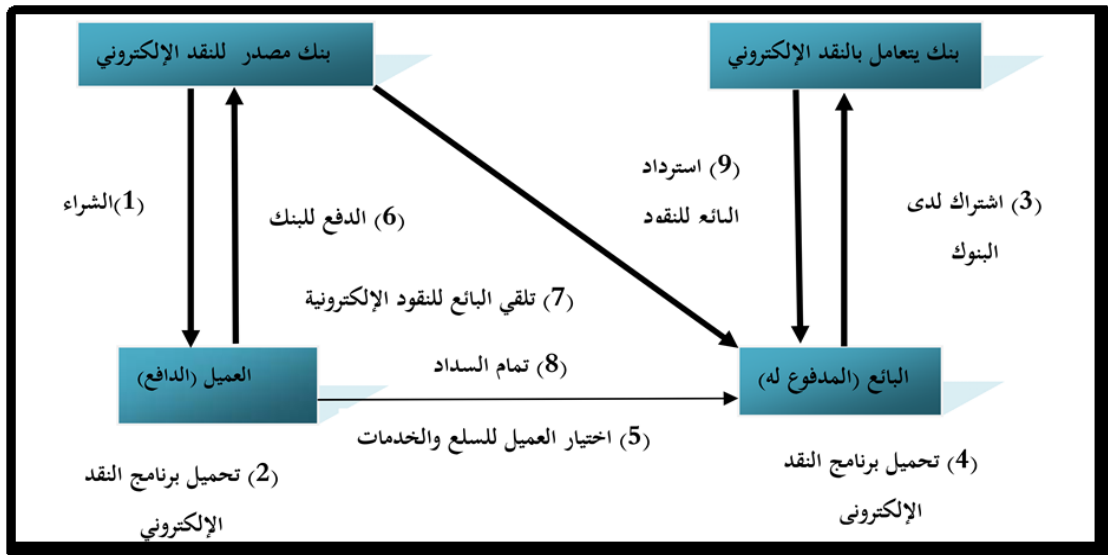 بنك مصدر للنقد الإلكتروني
بنك يتعامل بالنقد الإلكتروني
(1)الشراء
(6) الدفع للبنك
(9) استرداد
البائع للنقود
(3) اشتراك لدى
البنوك
(7) تلقي البائع للنقود الإلكترونية
(8) تمام السداد
العميل (الدافع)
البائع (المدفوع له)
(5) اختيار العميل للسلع والخدمات
(2) تحميل برنامج النقد
الإلكتروني
(4) تحميل برنامج النقد
الإلكترونى